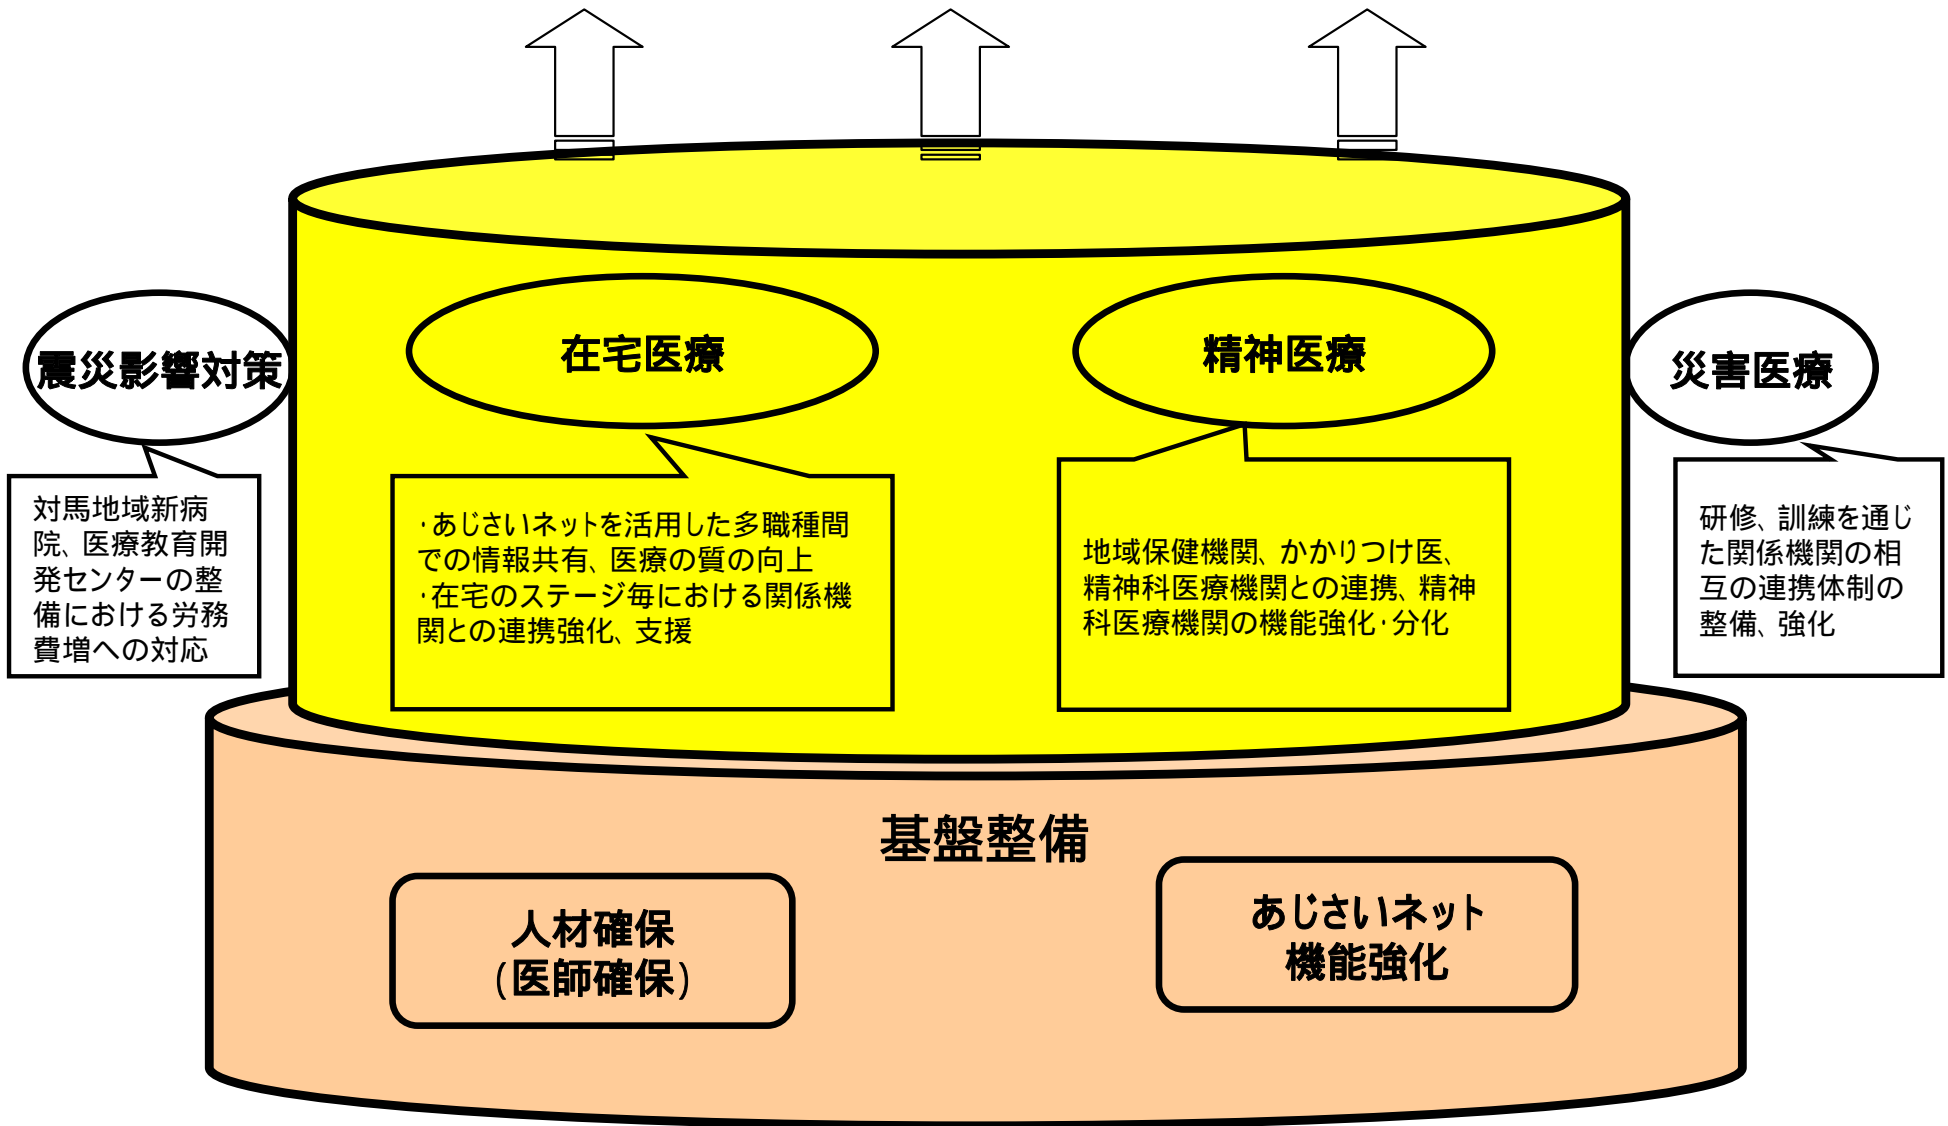 震災影響対策
在宅医療
精神医療
災害医療
対馬地域新病
院、医療教育開
発センターの整
備における労務
費増への対応
・あじさいネットを活用した多職種間
での情報共有、医療の質の向上
・在宅のステージ毎における関係機
関との連携強化、支援
地域保健機関、かかりつけ医、
精神科医療機関との連携、精神
科医療機関の機能強化・分化
研修、訓練を通じ
た関係機関の相
互の連携体制の
整備、強化
基盤整備
人材確保
(医師確保)
あじさいネット
機能強化